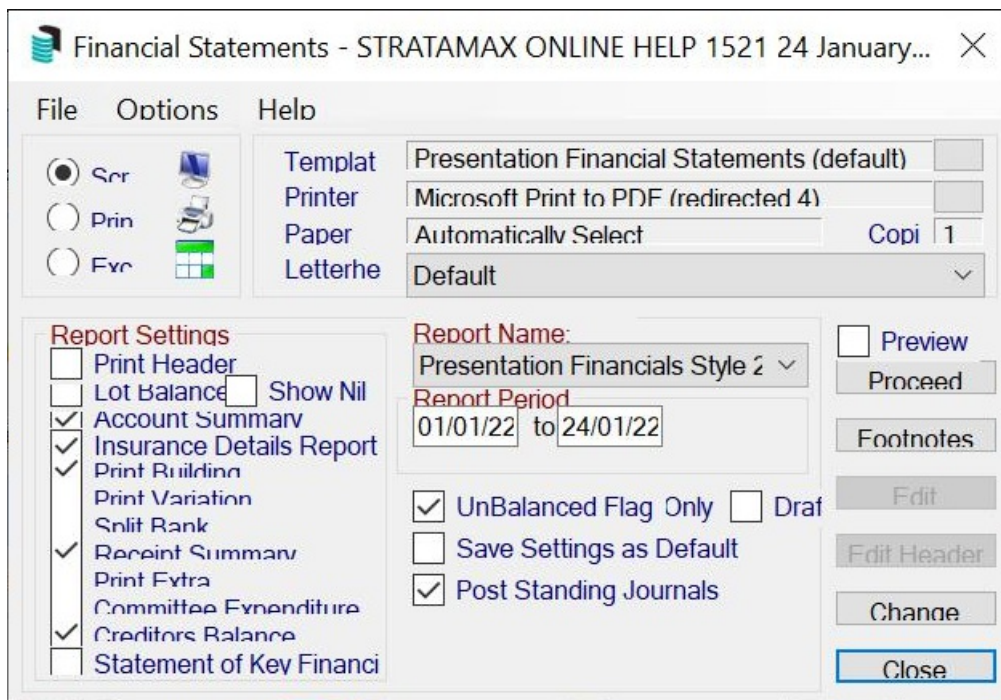 Financial Statements - STRATAMAX ONLINE HELP 1521 24 January...
File Options Help
Scr
Prin
Exc
Templat Presentation Financial Statements (default)
Printer Microsoft Print to PDF (redirected 4)
Paper Automatically Select Copi 1
Letterhe Default
Report Settings
Print Header
Lot Balance Show Nil
Account Summary
Insurance Details Report
Print Building
Print Variation
Split Bank
Receipt Summary
Print Extra
Committee Expenditure
Creditors Balance
Statement of Key Financi
Report Name:
Presentation Financials Style 2
Report Period
01/01/22 to 24/01/22
UnBalanced Flag Only Draf
Save Settings as Default
Post Standing Journals
Preview
Proceed
Footnotes
Edit
Edit Header
Change
Close